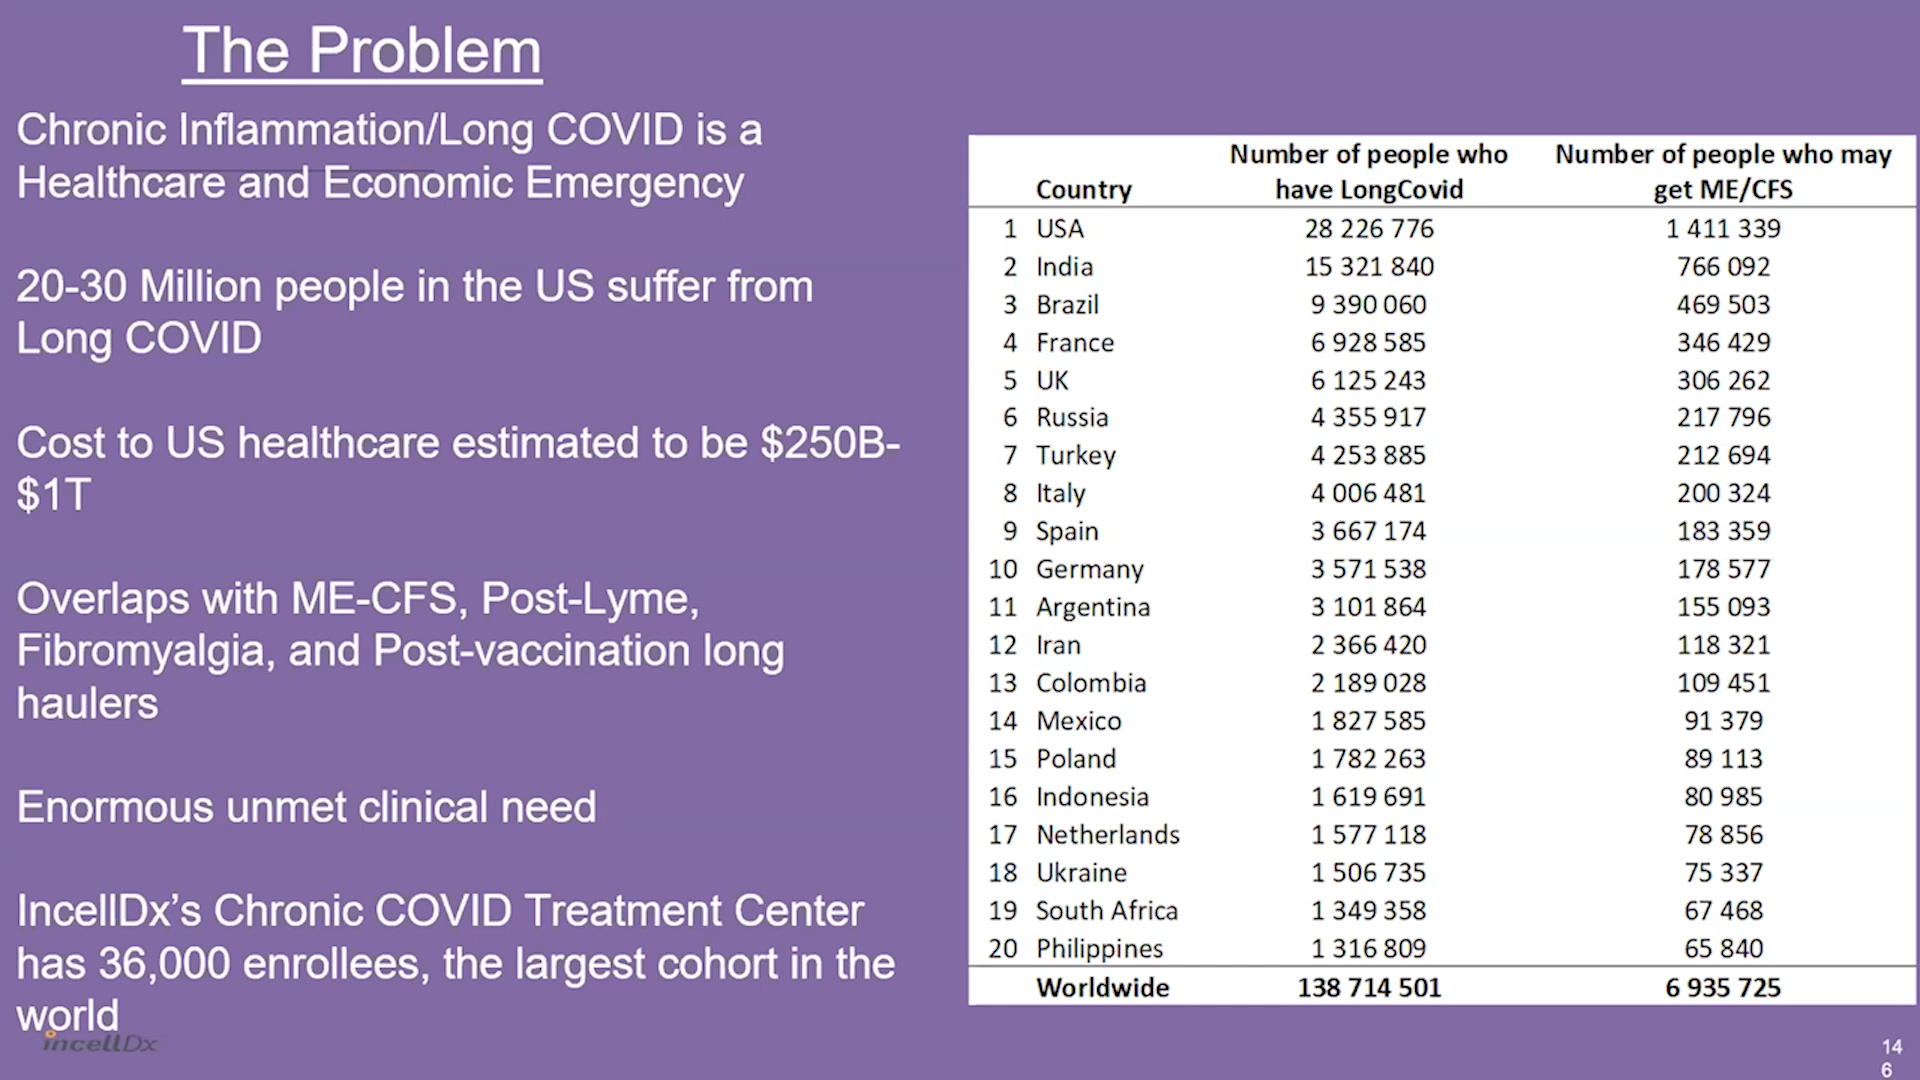 The Problem
Chronic Inflammation/Long COVID is a
Healthcare and Economic Emergency
20-30 Million people in the US suffer from
Long COVID
Cost to US healthcare estimated to be $250B-
$1T
Overlaps with ME-CFS, Post-Lyme,
Fibromyalgia, and Post-vaccination long
haulers
Enormous unmet clinical need
IncellDx’s Chronic COVID Treatment Center
has 36,000 enrollees, the largest cohort in the
world
incellDx
Number of people who Number of people who may
Country have LongCovid get ME/CFS
1 USA 28 226 776 1 411 339
2 India 15 321 840 766 092
3 Brazil 9 390 060 469 503
4 France 6 928 585 346 429
5 UK 6 125 243 306 262
6 Russia 4 355 917 217 796
7 Turkey 4 253 885 212 694
8 Italy 4 006 481 200 324
9 Spain 3 667 174 183 359
10 Germany 3 571 538 178 577
11 Argentina 3 101 864 155 093
12 Iran 2 366 420 118 321
13 Colombia 2 189 028 109 451
14 Mexico 1 827 585 91 379
15 Poland 1 782 263 89 113
16 Indonesia 1 619 691 80 985
17 Netherlands 1 577 118 78 856
18 Ukraine 1 506 735 75 337
19 South Africa 1 349 358 67 468
20 Philippines 1 316 809 65 840
Worldwide 138 714 501 6 935 725
14
6